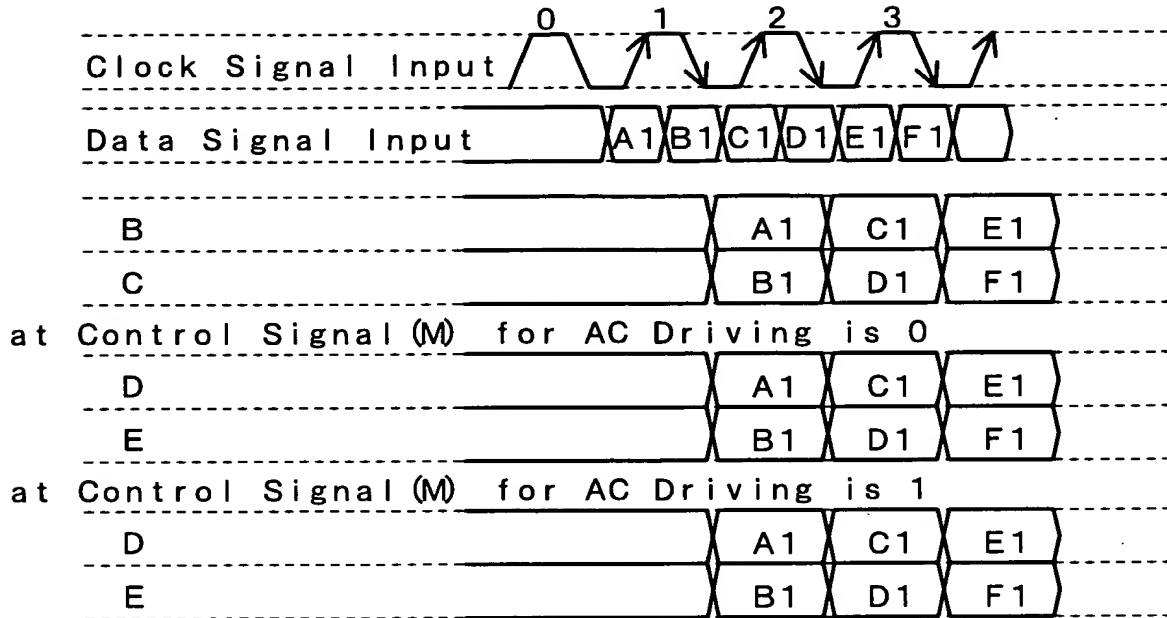 0 1 2 3
Clock Signal Input
Data Signal Input A1 B1 C1 D1 E1 F1
B A1 C1 E1
C B1 D1 F1
at Control Signal(M) for AC Driving is 0
D A1 C1 E1
E B1 D1 F1
at Control Signal(M) for AC Driving is 1
D A1 C1 E1
E B1 D1 F1